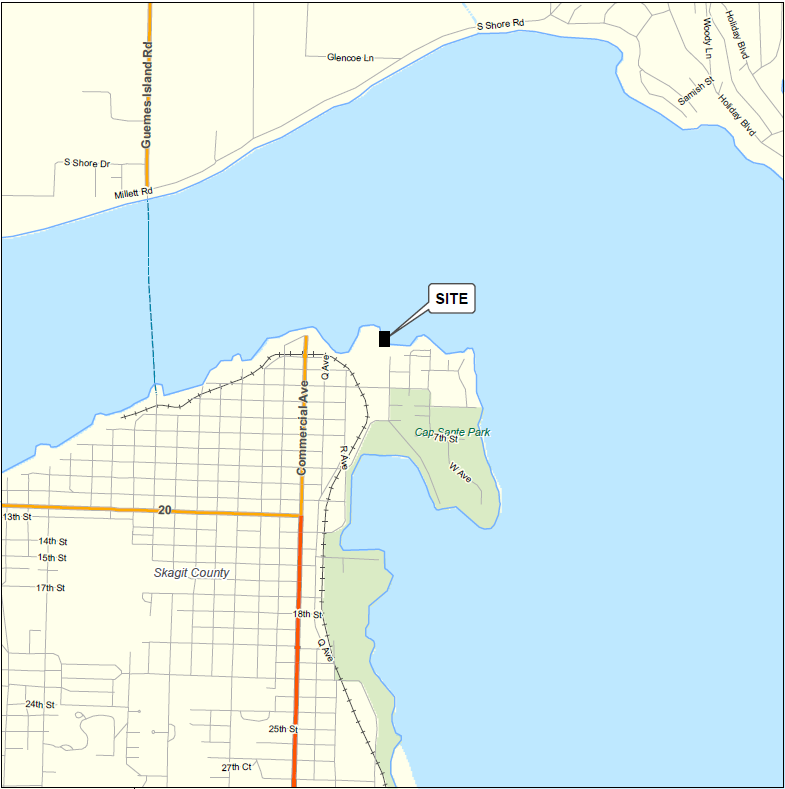 S Shore Rd
Woody Ln
Holiday Blvd
Glencoe Ln
Guemes Island Rd
Samish St
Holiday Blvd
S Shore Dr
Millett Rd
SITE
Q Ave
Commercial Ave
Cap Sante Park
7th St
R Ave
W Ave
20
13th St
14th St
15th St
Skagit County
17th St
18th St
Q Ave
24th St
25th St
27th Ct